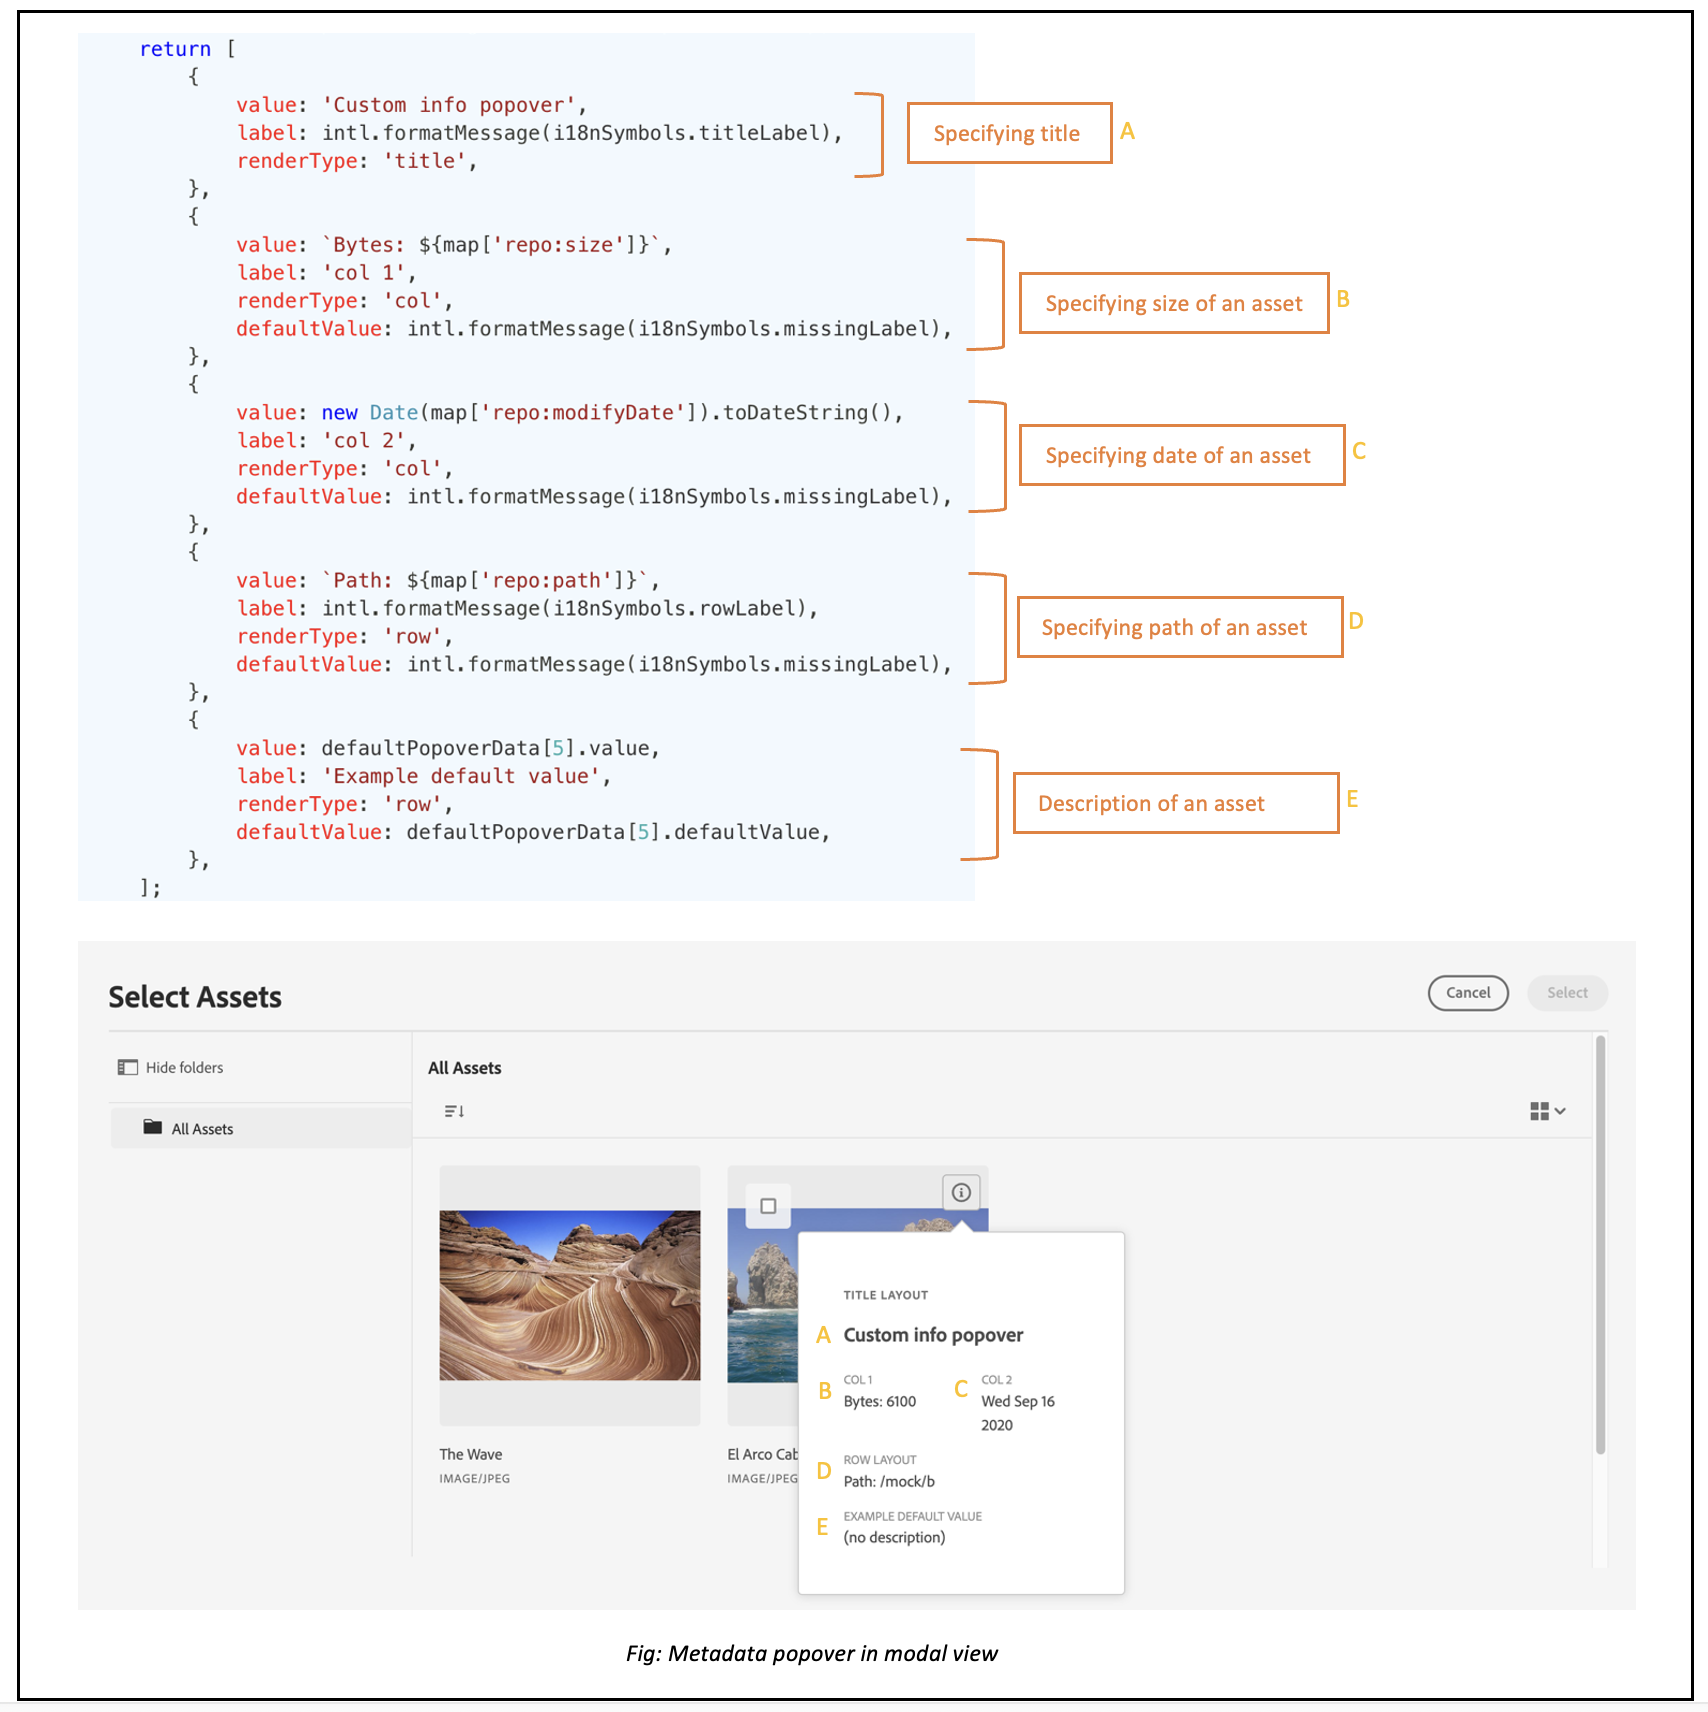 return [
{
value: 'Custom info popover',
label: intl.formatMessage(i18nSymbols.titleLabel),
renderType: 'title',
},
Specifying title A
{
value: `Bytes: ${map['repo:size']}`,
label: 'col 1',
renderType: 'col',
defaultValue: intl.formatMessage(i18nSymbols.missingLabel),
},
Specifying size of an asset B
{
value: new Date(map['repo:modifyDate']).toDateString(),
label: 'col 2',
renderType: 'col',
defaultValue: intl.formatMessage(i18nSymbols.missingLabel),
},
Specifying date of an asset C
{
value: `Path: ${map['repo:path']}`,
label: intl.formatMessage(i18nSymbols.rowLabel),
renderType: 'row',
defaultValue: intl.formatMessage(i18nSymbols.missingLabel),
},
Specifying path of an asset D
{
value: defaultPopoverData[5].value,
label: 'Example default value',
renderType: 'row',
defaultValue: defaultPopoverData[5].defaultValue,
},
];
Description of an asset E
Select Assets
Cancel
Select
Hide folders
All Assets
All Assets
The Wave
IMAGE/JPEG
El Arco Cab
IMAGE/JPEG
TITLE LAYOUT
A Custom info popover
B COL 1
Bytes: 6100
C COL 2
Wed Sep 16
2020
D ROW LAYOUT
Path: /mock/b
E EXAMPLE DEFAULT VALUE
(no description)
Fig: Metadada popover in modal view